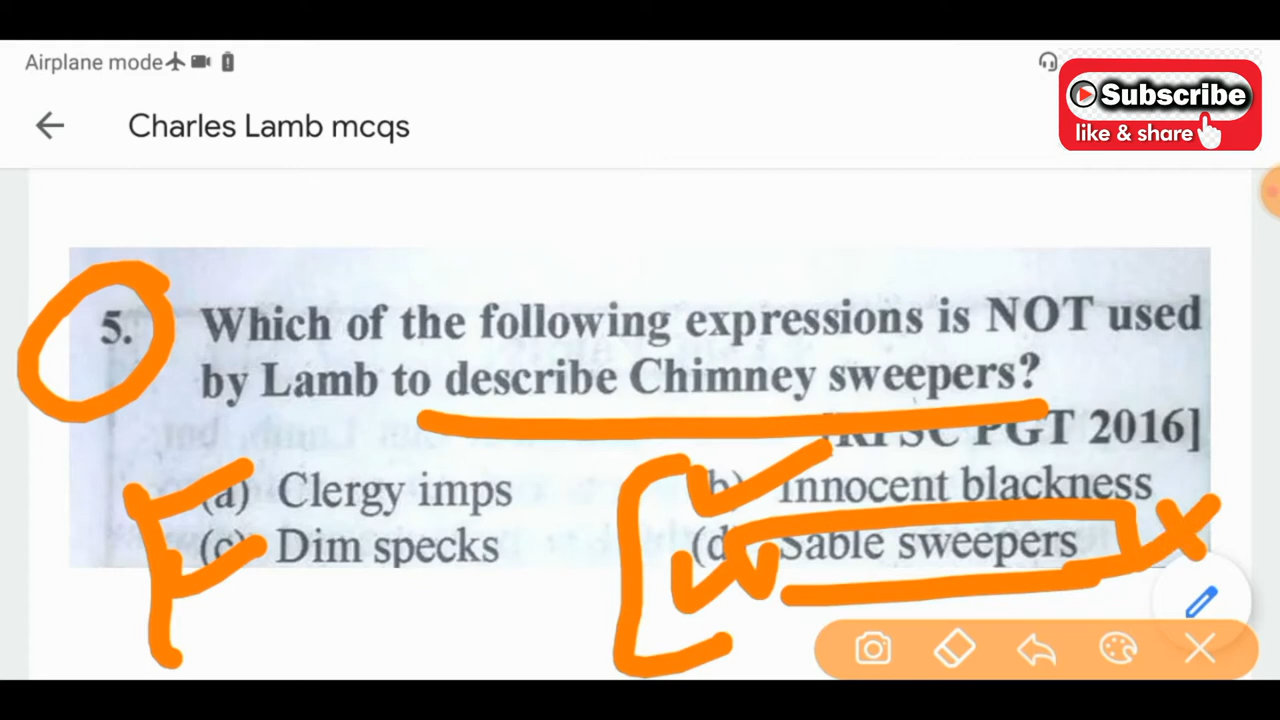 Airplane mode
Subscribe
like & share
Charles Lamb mcqs
5. Which of the following expressions is NOT used
by Lamb to describe Chimney sweepers?
PGT 2016]
(a) Clergy imps (b) Innocent blackness
(c) Dim specks (d Sable sweepers